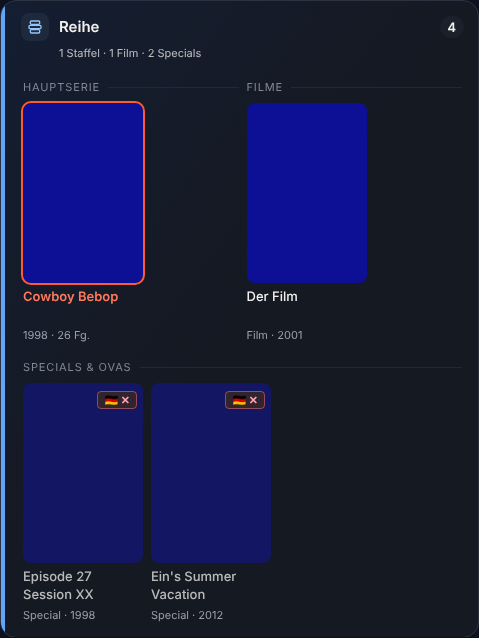 Reihe
4
1 Staffel · 1 Film · 2 Specials
HAUPTSERIE
FILME
Cowboy Bebop
Der Film
1998 · 26 Fg.
Film · 2001
SPECIALS & OVAS
🇩🇪 ✕
🇩🇪 ✕
Episode 27
Session XX
Ein's Summer
Vacation
Special · 1998
Special · 2012